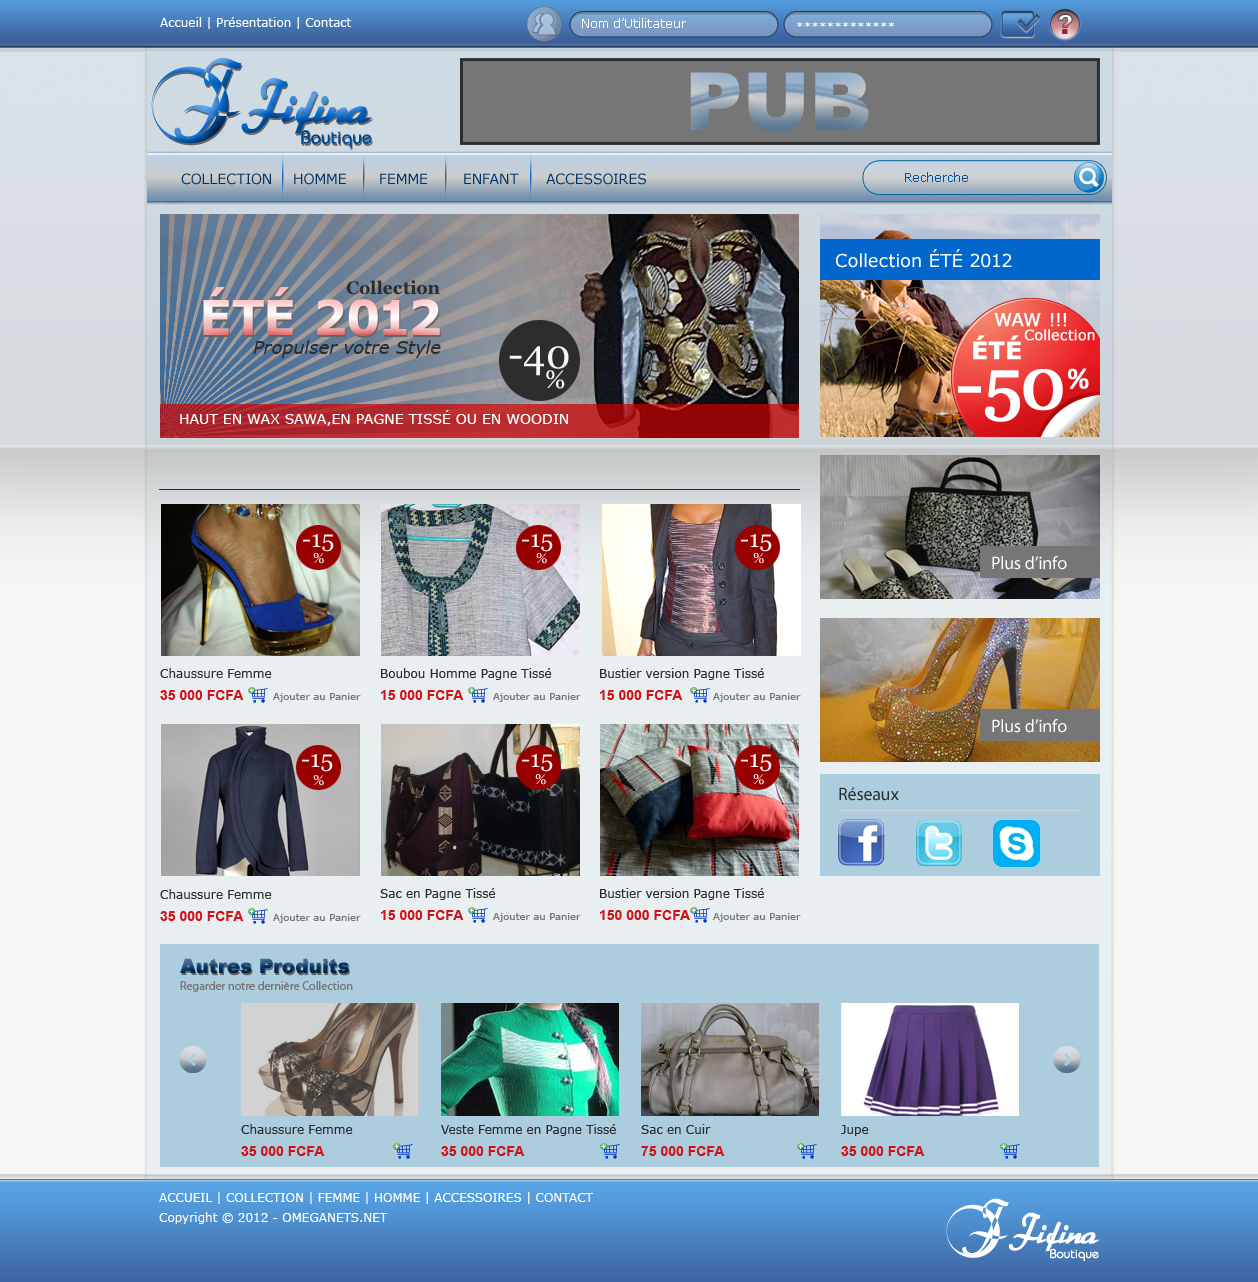 Accueil | Présentation | Contact
Nom d'Utilitateur
*************
?
Fifina
Boutique
PUB
COLLECTION
HOMME
FEMME
ENFANT
ACCESSOIRES
Recherche
Collection
ÉTÉ 2012
Propulser votre Style
-40
%
HAUT EN WAX SAWA,EN PAGNE TISSÉ OU EN WOODIN
Collection ÉTÉ 2012
WAW !!!
Collection
ÉTÉ
-50%
Plus d'info
Plus d'info
-15
%
-15
%
-15
%
Chaussure Femme
35 000 FCFA Ajouter au Panier
Boubou Homme Pagne Tissé
15 000 FCFA Ajouter au Panier
Bustier version Pagne Tissé
15 000 FCFA Ajouter au Panier
-15
%
-15
%
-15
%
Chaussure Femme
35 000 FCFA Ajouter au Panier
Sac en Pagne Tissé
15 000 FCFA Ajouter au Panier
Bustier version Pagne Tissé
150 000 FCFA Ajouter au Panier
Réseaux
Autres Produits
Regarder notre dernière Collection
Chaussure Femme
35 000 FCFA
Veste Femme en Pagne Tissé
35 000 FCFA
Sac en Cuir
75 000 FCFA
Jupe
35 000 FCFA
ACCUEIL | COLLECTION | FEMME | HOMME | ACCESSOIRES | CONTACT
Copyright © 2012 - OMEGANETS.NET
Fifina
Boutique